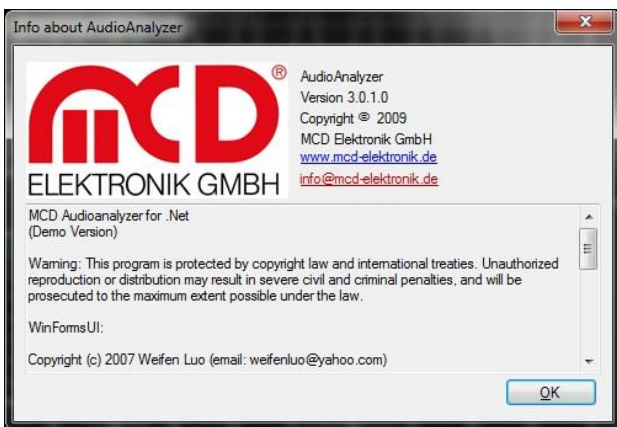 Info about AudioAnalyzer
MCD®
ELEKTRONIK GMBH
AudioAnalyzer
Version 3.0.1.0
Copyright © 2009
MCD Elektronik GmbH
www.mcd-elektronik.de
info@mcd-elektronik.de
MCD Audioanalyzer for .Net
(Demo Version)
Warning: This program is protected by copyright law and international treaties. Unauthorized
reproduction or distribution may result in severe civil and criminal penalties, and will be
prosecuted to the maximum extent possible under the law.
WinFormsUI:
Copyright (c) 2007 Weifen Luo (email: weifenluo@yahoo.com)
OK